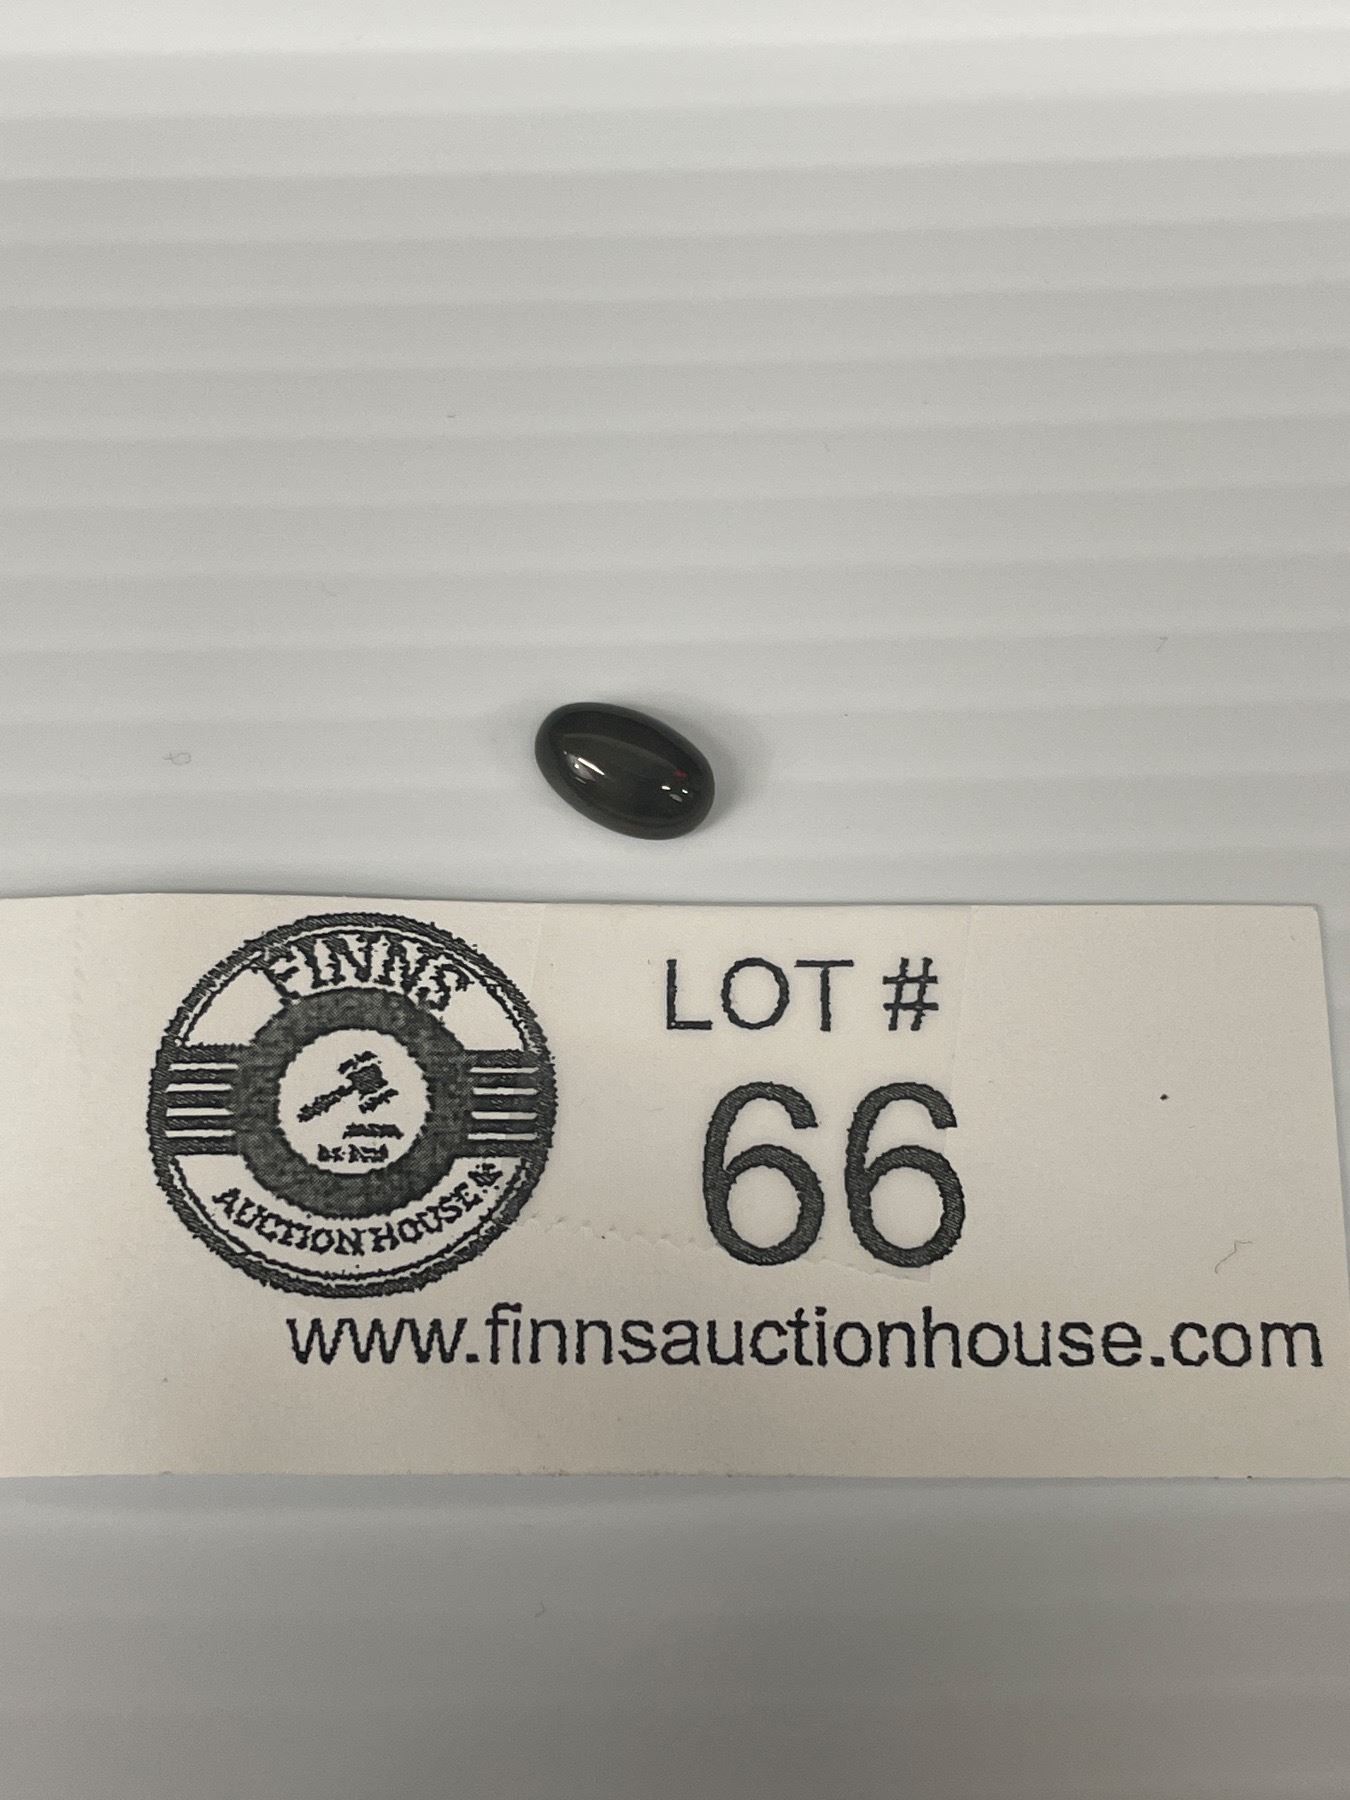 FINNS
AUCTION HOUSE
LOT #
66
www.finnsauctionhouse.com